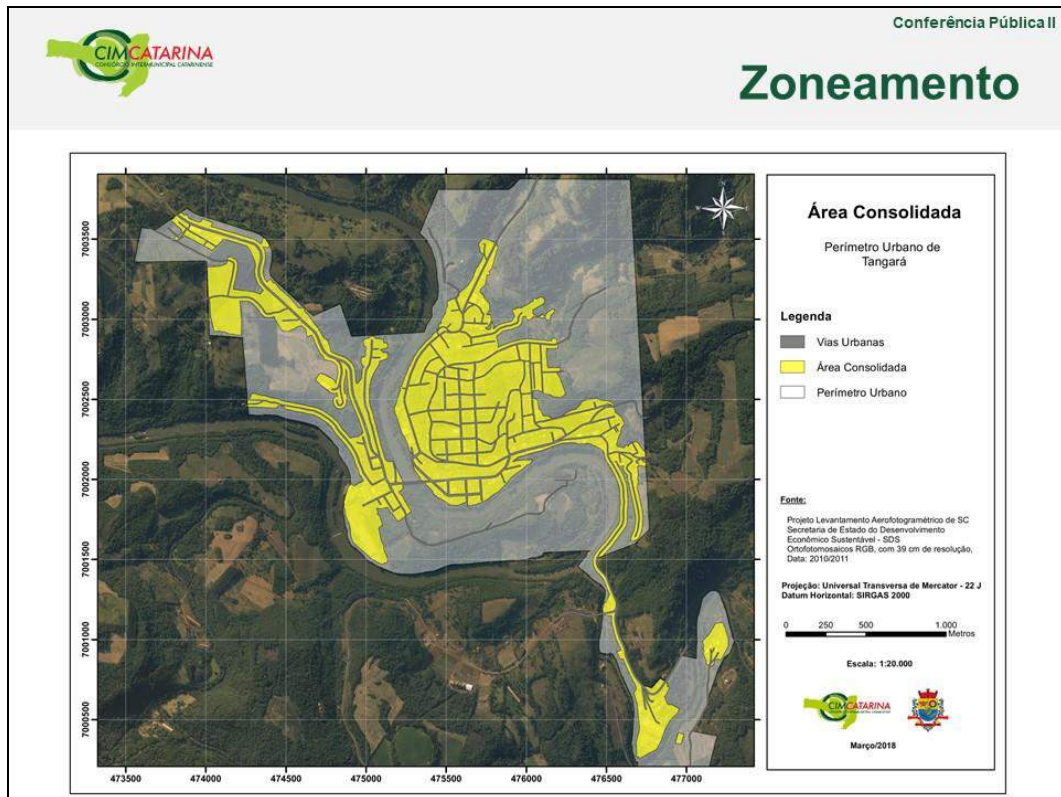 Conferência Pública II
CIMCATARINA
CONSÓRCIO INTERMUNICIPAL CATARINENSE
Zoneamento
7003500
7003000
7002500
7002000
7001500
7001000
7000500
473500
474000
474500
475000
475500
476000
476500
477000
Área Consolidada
Perímetro Urbano de
Tangará
Legenda
Vias Urbanas
Área Consolidada
Perímetro Urbano
Fonte:
Projeto Levantamento Aerofotogramétrico de SC
Secretaria de Estado do Desenvolvimento
Econômico Sustentável - SDS
Ortofotomosaicos RGB, com 39 cm de resolução,
Data: 2010/2011
Projeção: Universal Transversa de Mercator - 22 J
Datum Horizontal: SIRGAS 2000
0 250 500 1.000
Metros
Escala: 1:20.000
CIMCATARINA
Março/2018